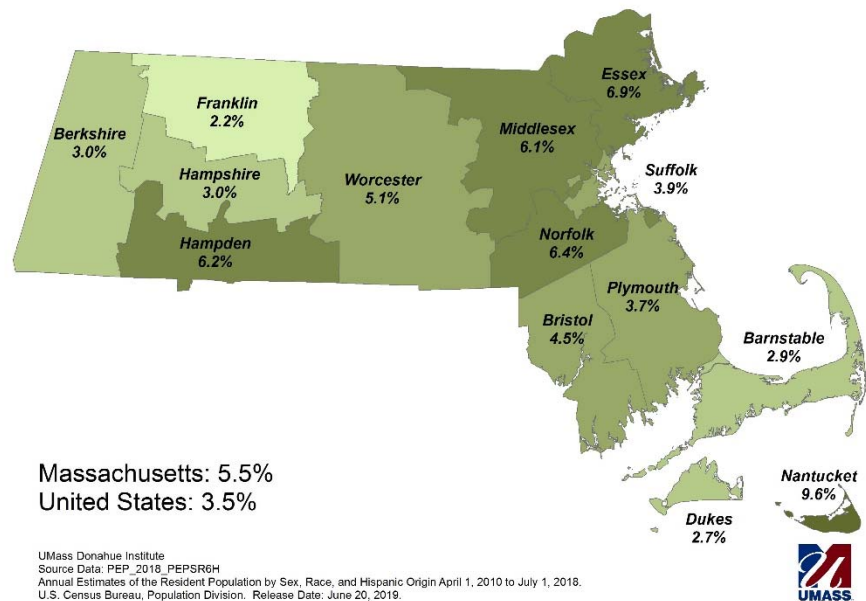 Essex
6.9%
Franklin
2.2%
Middlesex
6.1%
Berkshire
3.0%
Suffolk
3.9%
Hampshire
3.0%
Worcester
5.1%
Norfolk
6.4%
Hampden
6.2%
Plymouth
3.7%
Bristol
4.5%
Barnstable
2.9%
Massachusetts: 5.5%
United States: 3.5%
Nantucket
9.6%
Dukes
2.7%
UMass Donahue Institute
Source Data: PEP_2018_PEPSR6H
Annual Estimates of the Resident Population by Sex, Race, and Hispanic Origin April 1, 2010 to July 1, 2018.
U.S. Census Bureau, Population Division. Release Date: June 20, 2019.
UMASS